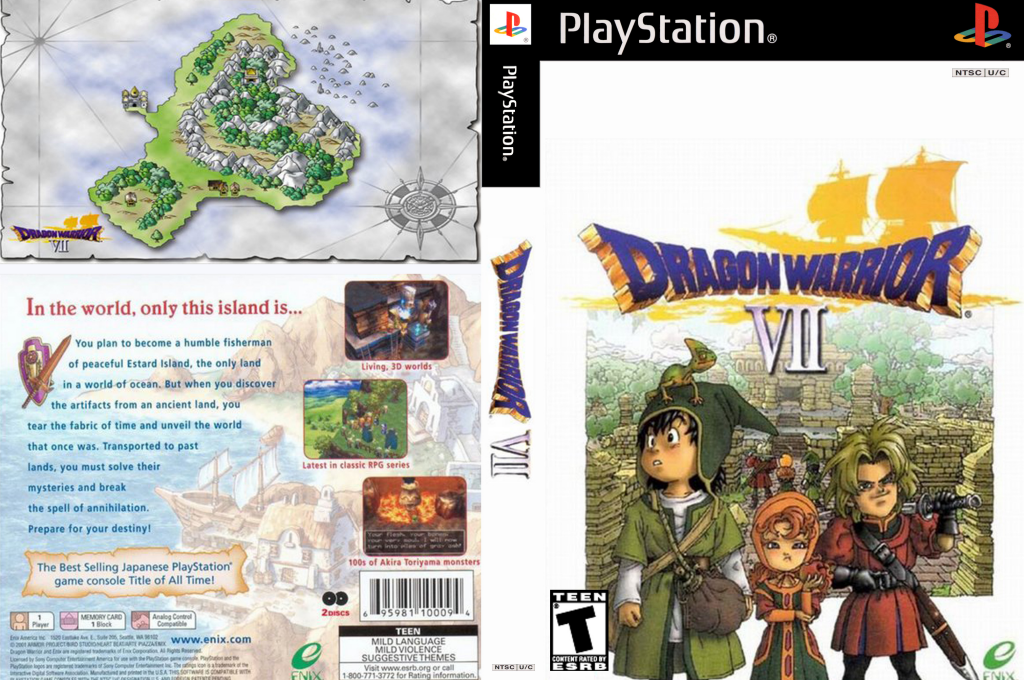 DRAGON WARRIOR
VII
In the world, only this island is...
You plan to become a humble fisherman
of peaceful Estard Island, the only land
in a world of ocean. But when you discover
the artifacts from an ancient land, you
tear the fabric of time and unveil the world
that once was. Transported to past
lands, you must solve their
mysteries and break
the spell of annihilation.
Prepare for your destiny!
The Best Selling Japanese PlayStation®
game console Title of All Time!
Living, 3D worlds
Latest in classic RPG series
100s of Akira Toriyama monsters
2 DISCS
6 95981 10009 4
1
Player
MEMORY CARD
1 Block
Analog Control
Compatible
www.enix.com
ENIX
TEEN
MILD LANGUAGE
MILD VIOLENCE
SUGGESTIVE THEMES
Visit www.esrb.org or call
1-800-771-3772 for Rating information.
PlayStation®
DRAGON WARRIOR VII
NTSC U/C
PlayStation®
NTSC U/C
DRAGON WARRIOR®
VII
TEEN
T
CONTENT RATED BY
ESRB
ENIX